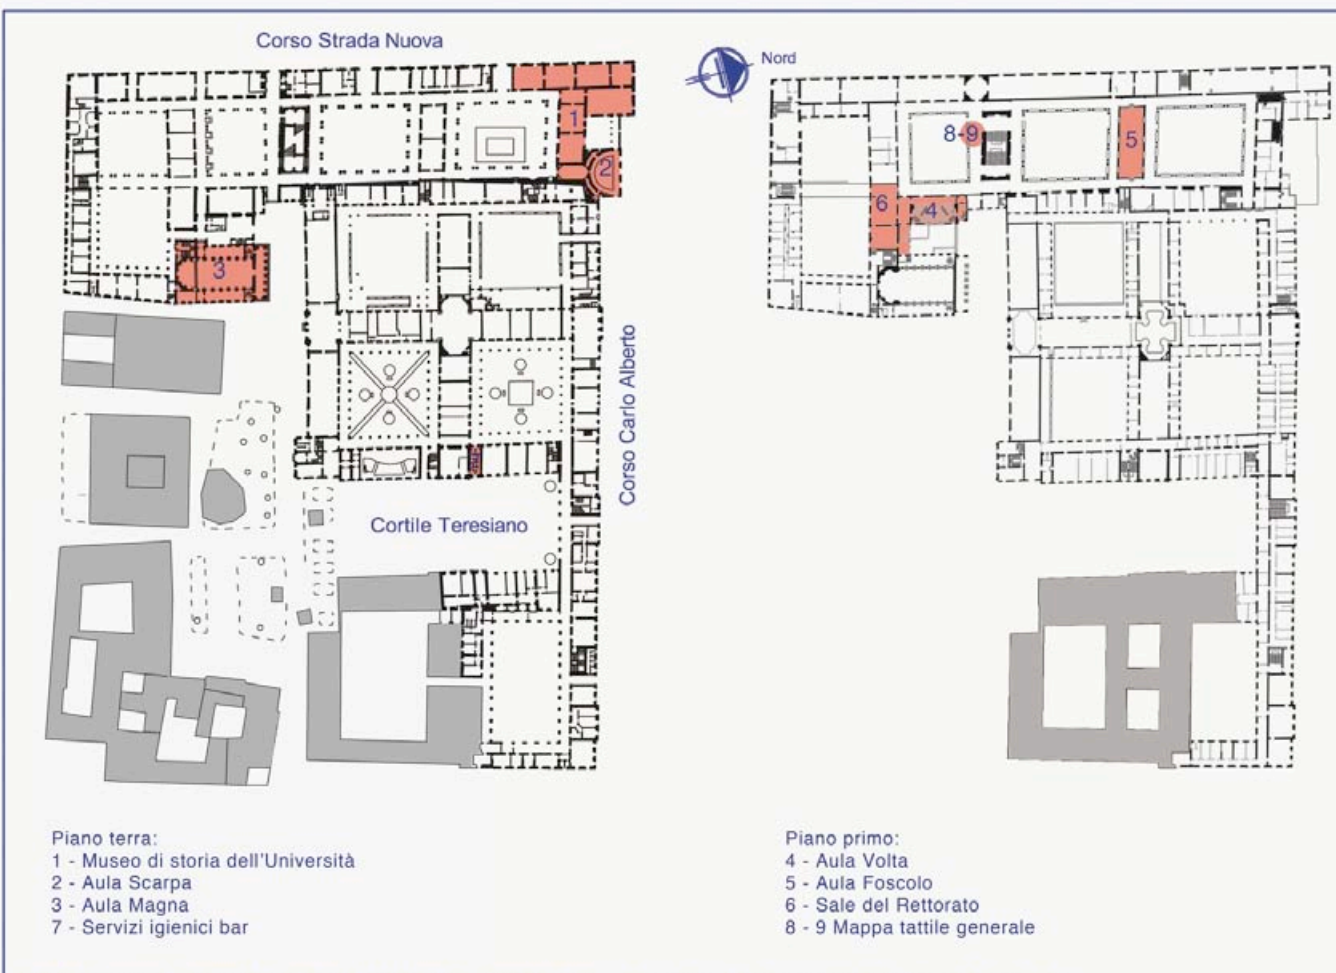 Corso Strada Nuova
Nord
1
2
3
8-9
5
6
4
Corso Carlo Alberto
Cortile Teresiano
Piano terra:
1 - Museo di storia dell'Università
2 - Aula Scarpa
3 - Aula Magna
7 - Servizi igienici bar
Piano primo:
4 - Aula Volta
5 - Aula Foscolo
6 - Sale del Rettorato
8 - 9 Mappa tattile generale